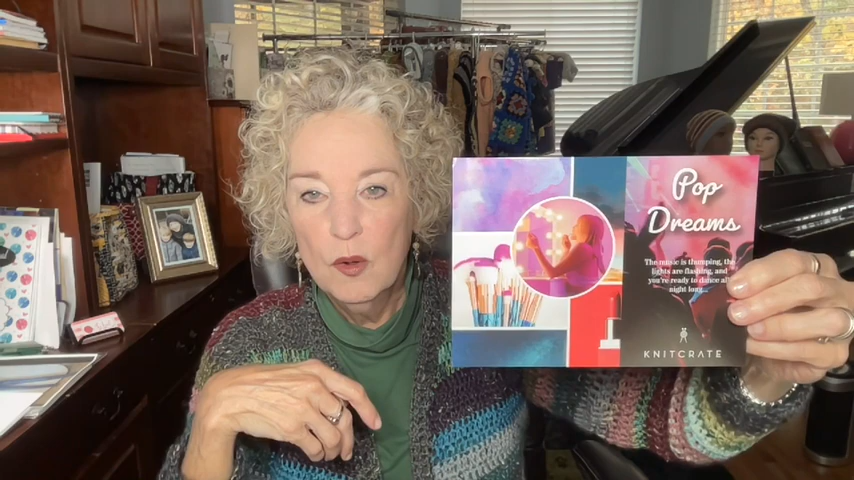 Pop
Dreams
The music is thumping, the
lights are flashing, and
you're ready to dance all
night long...
KNITCRATE